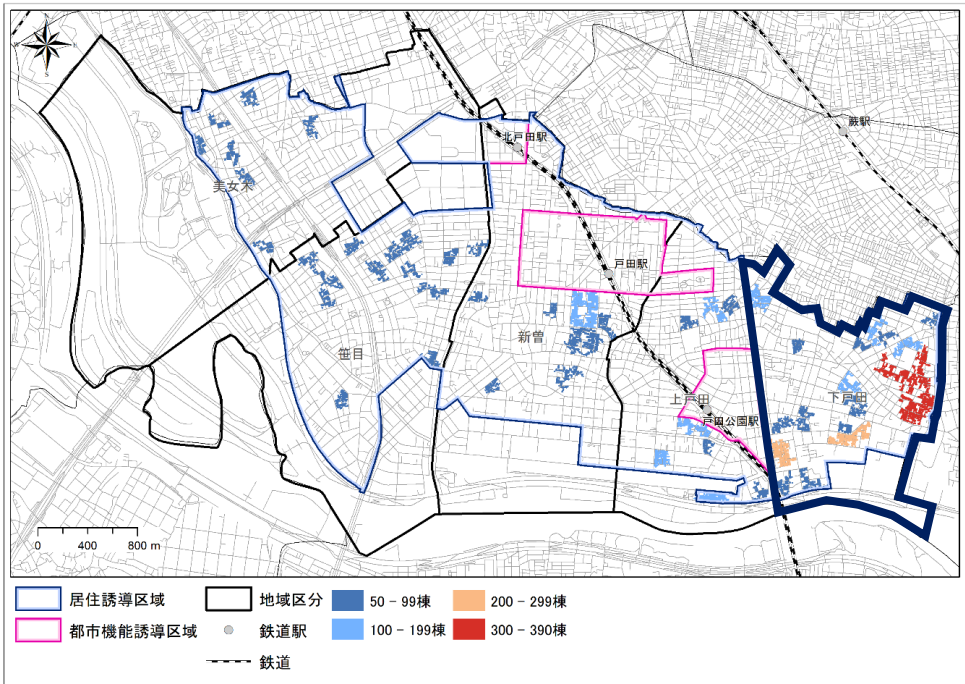 N
W
E
S
蕨駅
北戸田駅
美女木
戸田駅
新曽
笹目
上戸田
下戸田
戸田公園駅
0 400 800 m
居住誘導区域
地域区分
50 - 99棟
200 - 299棟
都市機能誘導区域
鉄道駅
100 - 199棟
300 - 390棟
鉄道